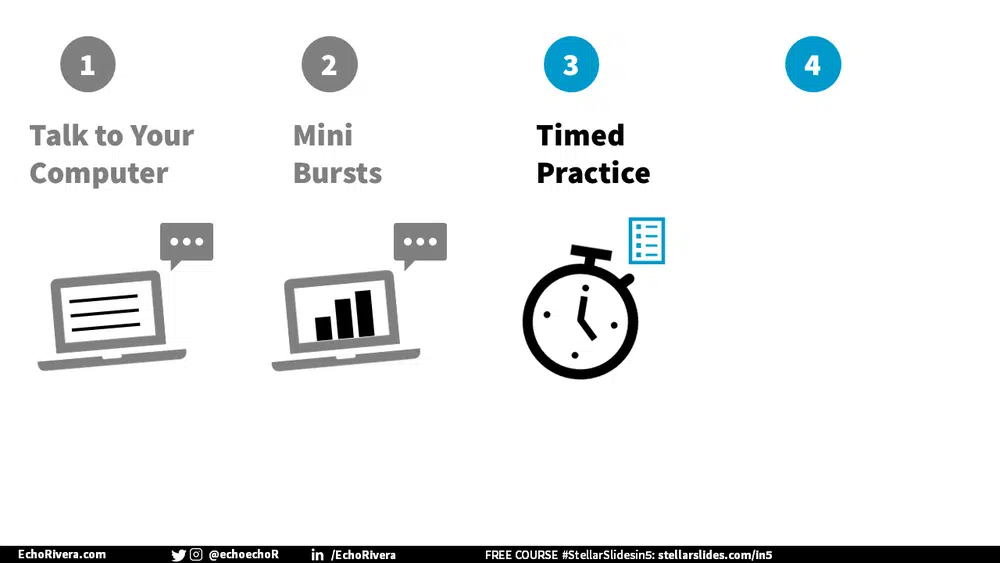 1
2
3
4
Talk to Your
Computer
Mini
Bursts
Timed
Practice
EchoRivera.com
@echoechoR
in /EchoRivera
FREE COURSE #StellarSlidesin5: stellarslides.com/in5